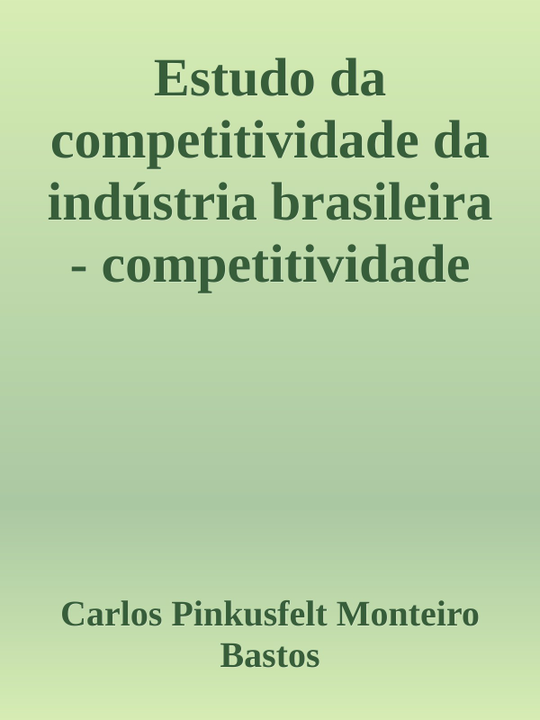 Estudo da
competitividade da
indústria brasileira
- competitividade
Carlos Pinkusfelt Monteiro
Bastos